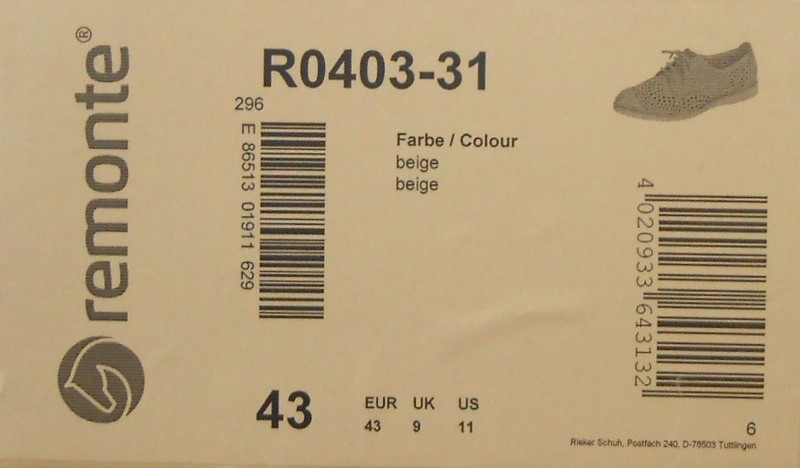 remonte®
R0403-31
296
E 86513 01911 629
Farbe / Colour
beige
beige
4 020933 643132
43
EUR UK US
43 9 11
6
Rieker Schuh, Postfach 240, D-78503 Tuttlingen